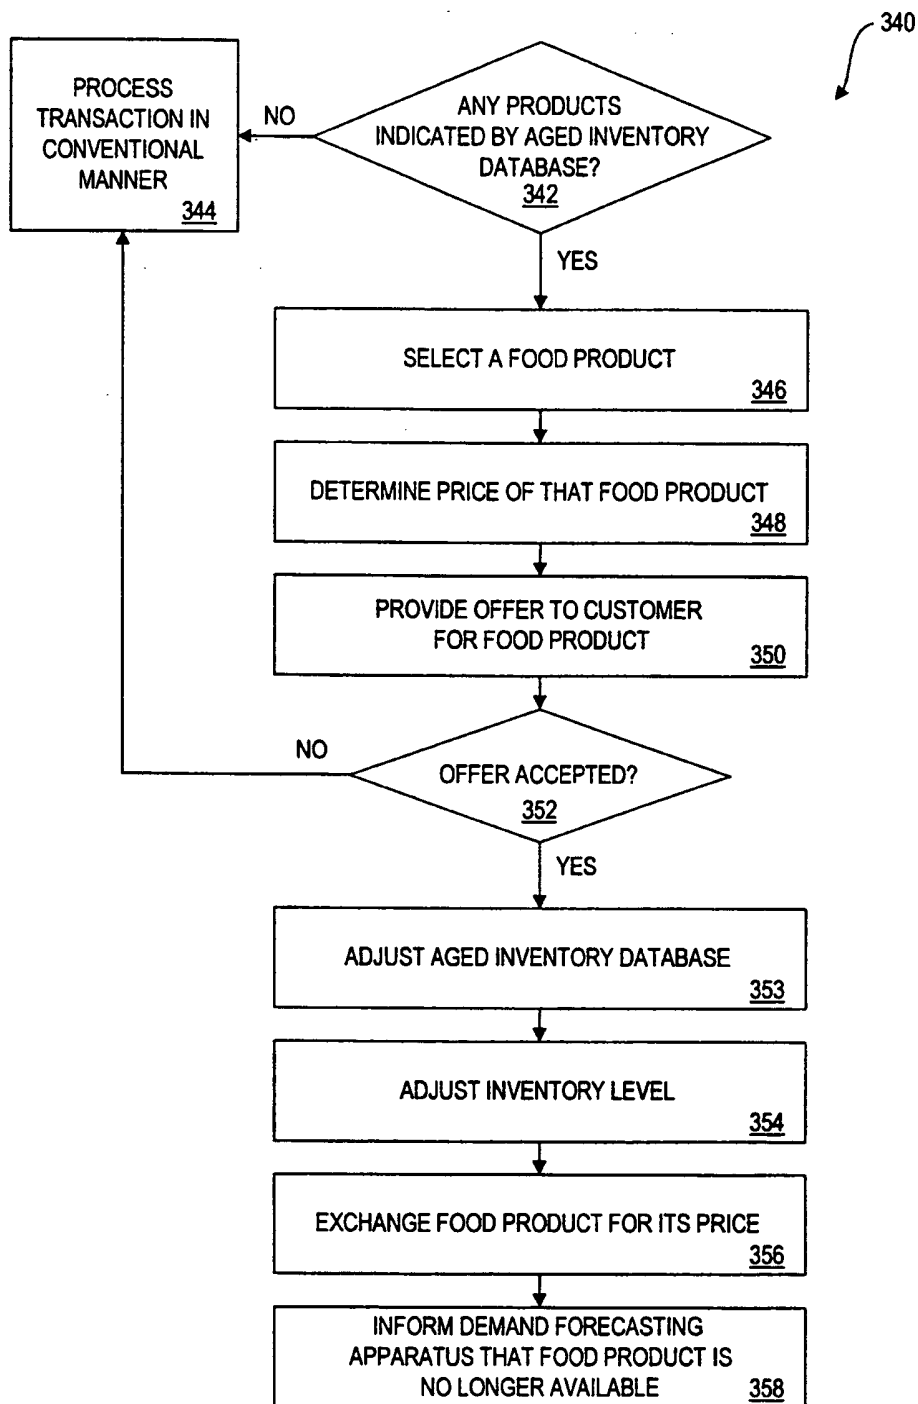 340
PROCESS
TRANSACTION IN
CONVENTIONAL
MANNER
344
NO
ANY PRODUCTS
INDICATED BY AGED INVENTORY
DATABASE?
342
YES
SELECT A FOOD PRODUCT
346
DETERMINE PRICE OF THAT FOOD PRODUCT
348
PROVIDE OFFER TO CUSTOMER
FOR FOOD PRODUCT
350
NO
OFFER ACCEPTED?
352
YES
ADJUST AGED INVENTORY DATABASE
353
ADJUST INVENTORY LEVEL
354
EXCHANGE FOOD PRODUCT FOR ITS PRICE
356
INFORM DEMAND FORECASTING
APPARATUS THAT FOOD PRODUCT IS
NO LONGER AVAILABLE
358